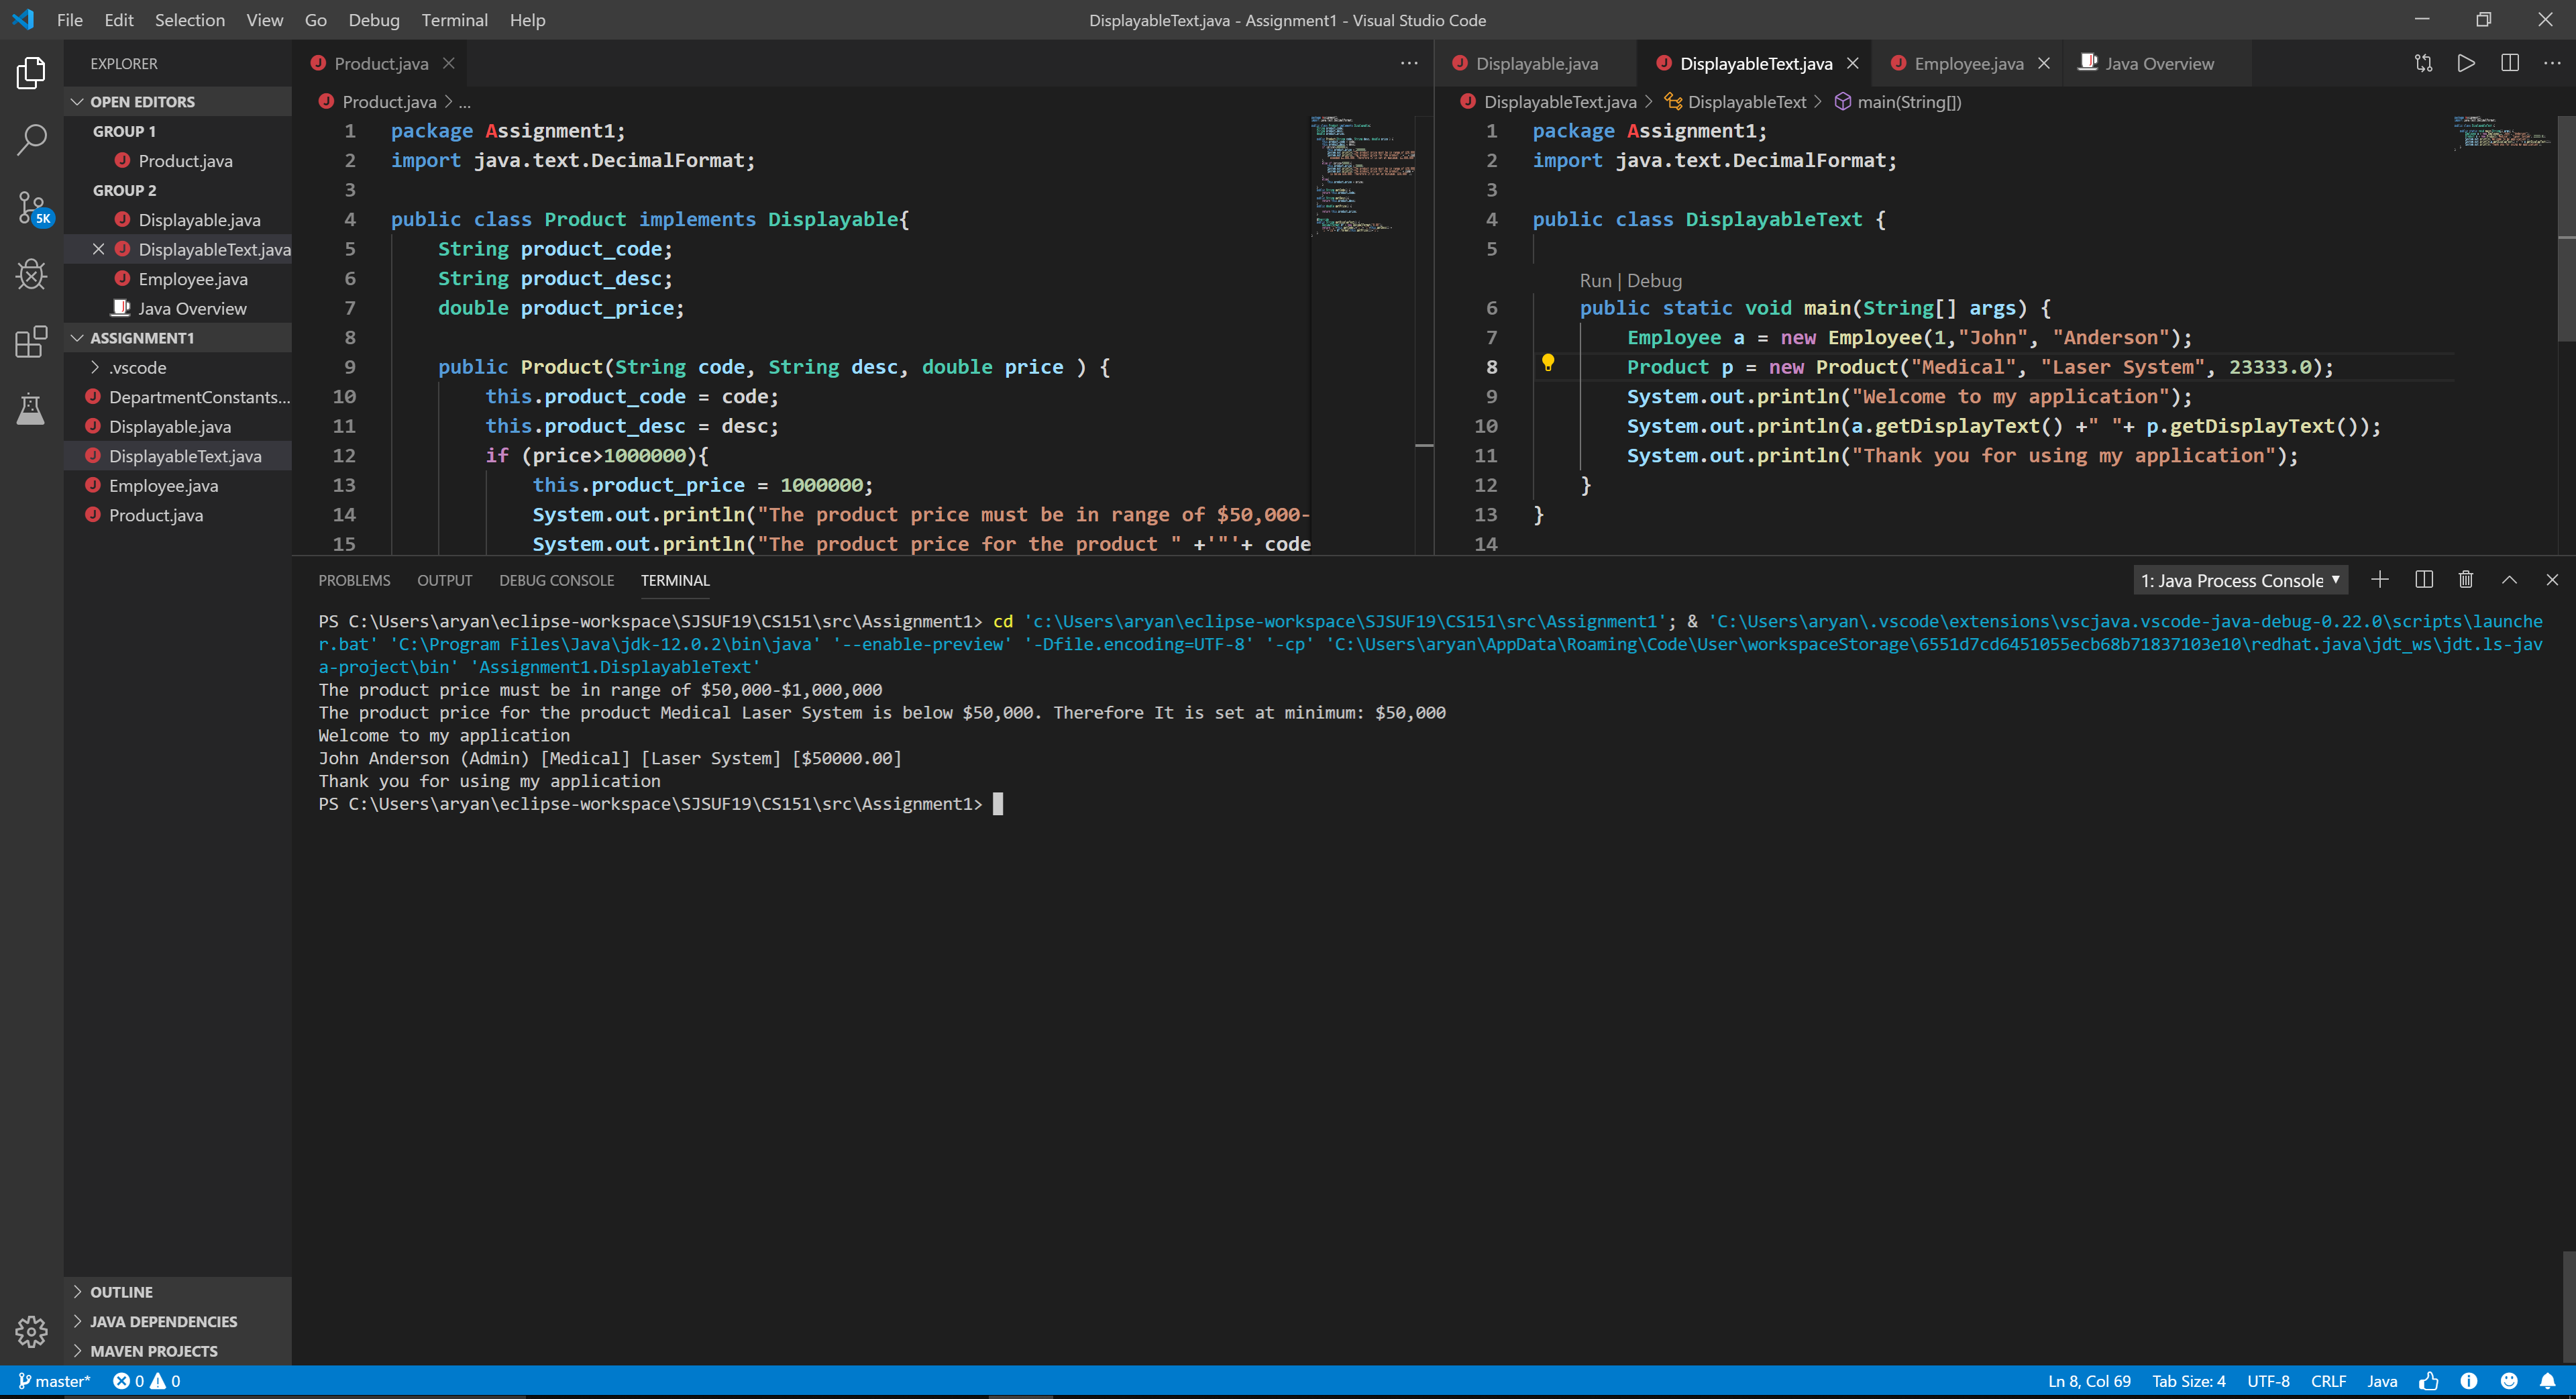 File Edit Selection View Go Debug Terminal Help
DisplayableText.java - Assignment1 - Visual Studio Code
EXPLORER
OPEN EDITORS
GROUP 1
Product.java
GROUP 2
Displayable.java
DisplayableText.java
Employee.java
Java Overview
ASSIGNMENT1
.vscode
DepartmentConstants...
Displayable.java
DisplayableText.java
Employee.java
Product.java
OUTLINE
JAVA DEPENDENCIES
MAVEN PROJECTS
5K
Product.java
Product.java > ...
1 package Assignment1;
2 import java.text.DecimalFormat;
3
4 public class Product implements Displayable{
5 String product_code;
6 String product_desc;
7 double product_price;
8
9 public Product(String code, String desc, double price ) {
10 this.product_code = code;
11 this.product_desc = desc;
12 if (price>1000000){
13 this.product_price = 1000000;
14 System.out.println("The product price must be in range of $50,000-
15 System.out.println("The product price for the product " +'"'+ code
Displayable.java DisplayableText.java Employee.java Java Overview
DisplayableText.java > DisplayableText > main(String[])
1 package Assignment1;
2 import java.text.DecimalFormat;
3
4 public class DisplayableText {
5
Run | Debug
6 public static void main(String[] args) {
7 Employee a = new Employee(1,"John", "Anderson");
8 Product p = new Product("Medical", "Laser System", 23333.0);
9 System.out.println("Welcome to my application");
10 System.out.println(a.getDisplayText() +" "+ p.getDisplayText());
11 System.out.println("Thank you for using my application");
12 }
13 }
14
PROBLEMS OUTPUT DEBUG CONSOLE TERMINAL
1: Java Process Console
PS C:\Users\aryan\eclipse-workspace\SJSUF19\CS151\src\Assignment1> cd 'c:\Users\aryan\eclipse-workspace\SJSUF19\CS151\src\Assignment1'; & 'C:\Users\aryan\.vscode\extensions\vscjava.vscode-java-debug-0.22.0\scripts\launche
r.bat' 'C:\Program Files\Java\jdk-12.0.2\bin\java' '--enable-preview' '-Dfile.encoding=UTF-8' '-cp' 'C:\Users\aryan\AppData\Roaming\Code\User\workspaceStorage\6551d7cd6451055ecb68b71837103e10\redhat.java\jdt_ws\jdt.ls-jav
a-project\bin' 'Assignment1.DisplayableText'
The product price must be in range of $50,000-$1,000,000
The product price for the product Medical Laser System is below $50,000. Therefore It is set at minimum: $50,000
Welcome to my application
John Anderson (Admin) [Medical] [Laser System] [$50000.00]
Thank you for using my application
PS C:\Users\aryan\eclipse-workspace\SJSUF19\CS151\src\Assignment1>
master* 0 0
Ln 8, Col 69 Tab Size: 4 UTF-8 CRLF Java